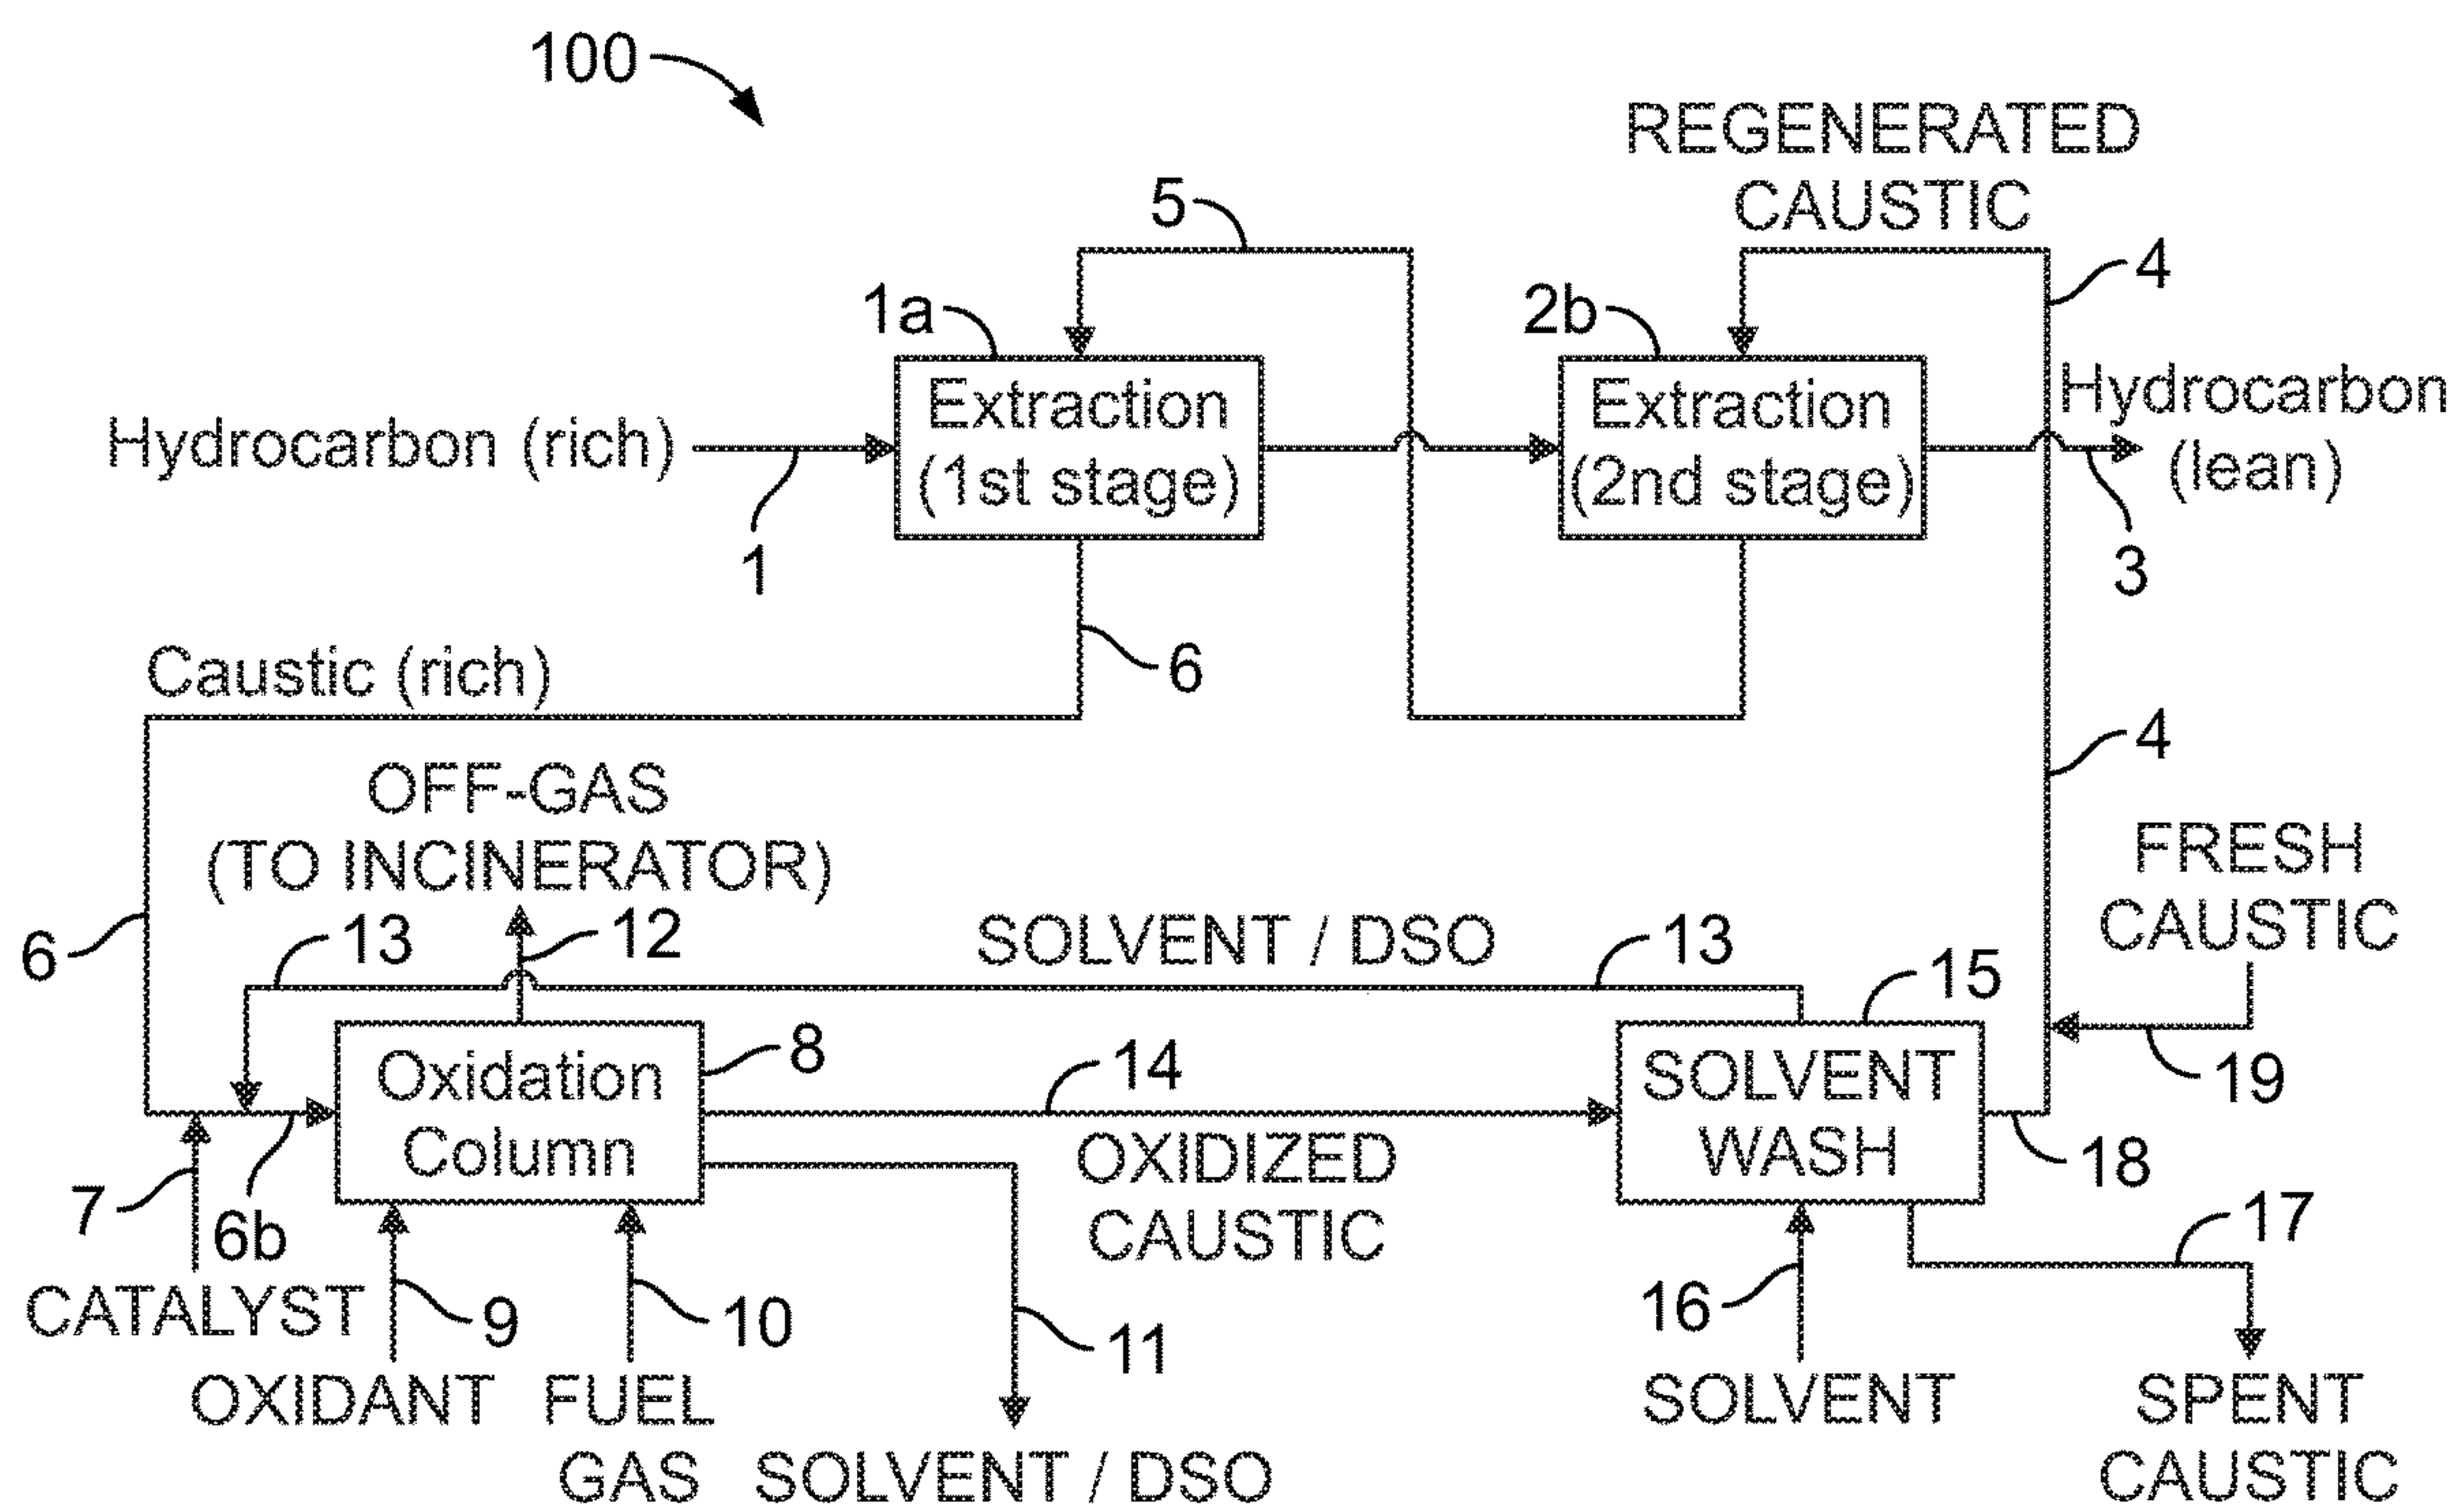 100
REGENERATED
CAUSTIC
5
4
1a
2b
Extraction
(1st stage)
Extraction
(2nd stage)
Hydrocarbon (rich)
Hydrocarbon
(lean)
1
3
6
Caustic (rich)
4
OFF-GAS
(TO INCINERATOR)
FRESH
CAUSTIC
6
13
12
SOLVENT / DSO
13
15
19
Oxidation
Column
8
14
SOLVENT
WASH
18
OXIDIZED
CAUSTIC
7
6b
17
CATALYST
9
10
11
16
OXIDANT
FUEL
GAS
SOLVENT / DSO
SOLVENT
SPENT
CAUSTIC